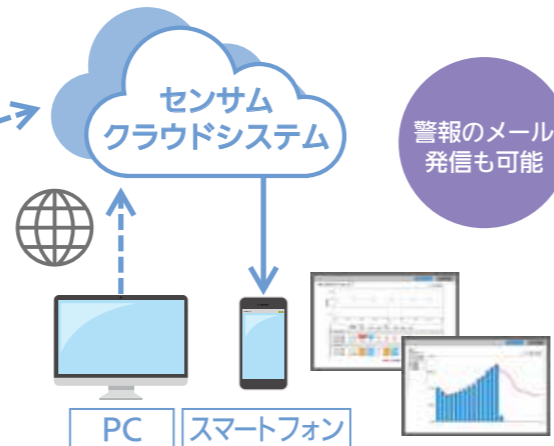 センサム
クラウドシステム
警報のメール
発信も可能
PC
スマートフォン